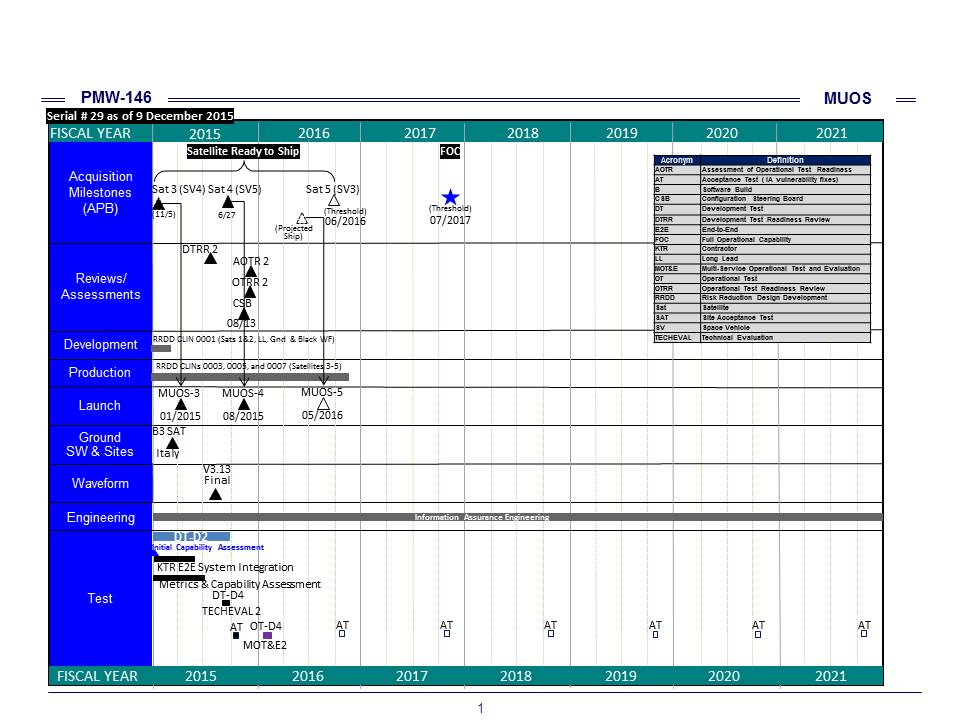 PMW-146
MUOS
Serial # 29 as of 9 December 2015
FISCAL YEAR 2015 2016 2017 2018 2019 2020 2021
Satellite Ready to Ship
FOC
Acquisition
Milestones
(APB)
Sat 3 (SV4) Sat 4 (SV5) Sat 5 (SV3)
(11/5)
6/27
(Projected
Ship)
(Threshold)
06/2016
(Threshold)
07/2017
Acronym Definition
AOTR Assessment of Operational Test Readiness
AT Acceptance Test ( IA vulnerability fixes)
B Software Build
CSB Configuration Steering Board
DT Development Test
DTRR Development Test Readiness Review
E2E End-to-End
FOC Full Operational Capability
KTR Contractor
LL Long Lead
MOT&E Multi-Service Operational Test and Evaluation
OT Operational Test
OTRR Operational Test Readiness Review
RRDD Risk Reduction Design Development
Sat Satellite
SAT Site Acceptance Test
SV Space Vehicle
TECHEVAL Technical Evaluation
Reviews/
Assessments
DTRR 2
AOTR 2
OTRR 2
CSB
08/13
Development
RRDD CLIN 0001 (Sats 1&2, LL, Gnd & Black WF)
Production
RRDD CLINs 0003, 0005, and 0007 (Satellites 3-5)
Launch
MUOS-3 MUOS-4 MUOS-5
01/2015 08/2015 05/2016
Ground
SW & Sites
B3 SAT
Italy
Waveform
V3.13
Final
Engineering
Information Assurance Engineering
Test
DT-D2
Initial Capability Assessment
KTR E2E System Integration
Metrics & Capability Assessment
DT-D4
TECHEVAL 2
AT OT-D4 AT AT AT AT AT AT
MOT&E2
FISCAL YEAR 2015 2016 2017 2018 2019 2020 2021
1